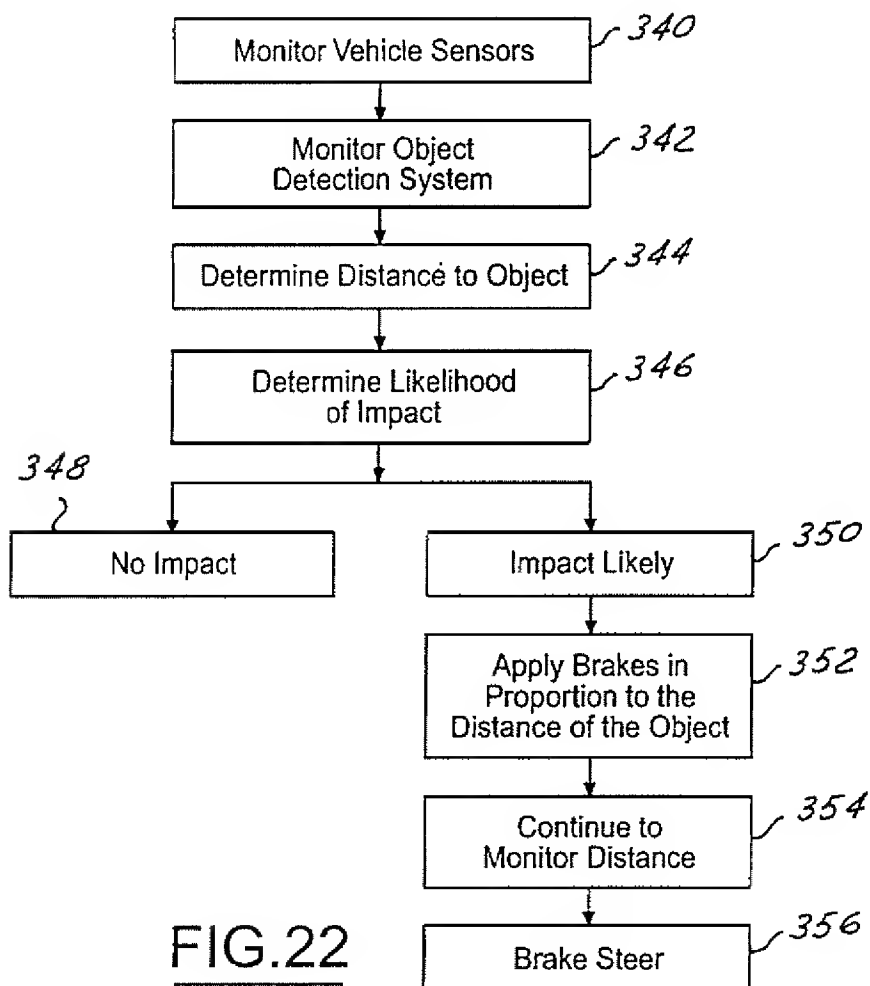 Monitor Vehicle Sensors
340
Monitor Object
Detection System
342
Determine Distance to Object
344
Determine Likelihood
of Impact
346
348
No Impact
Impact Likely
350
Apply Brakes in
Proportion to the
Distance of the Object
352
Continue to
Monitor Distance
354
FIG.22
Brake Steer
356